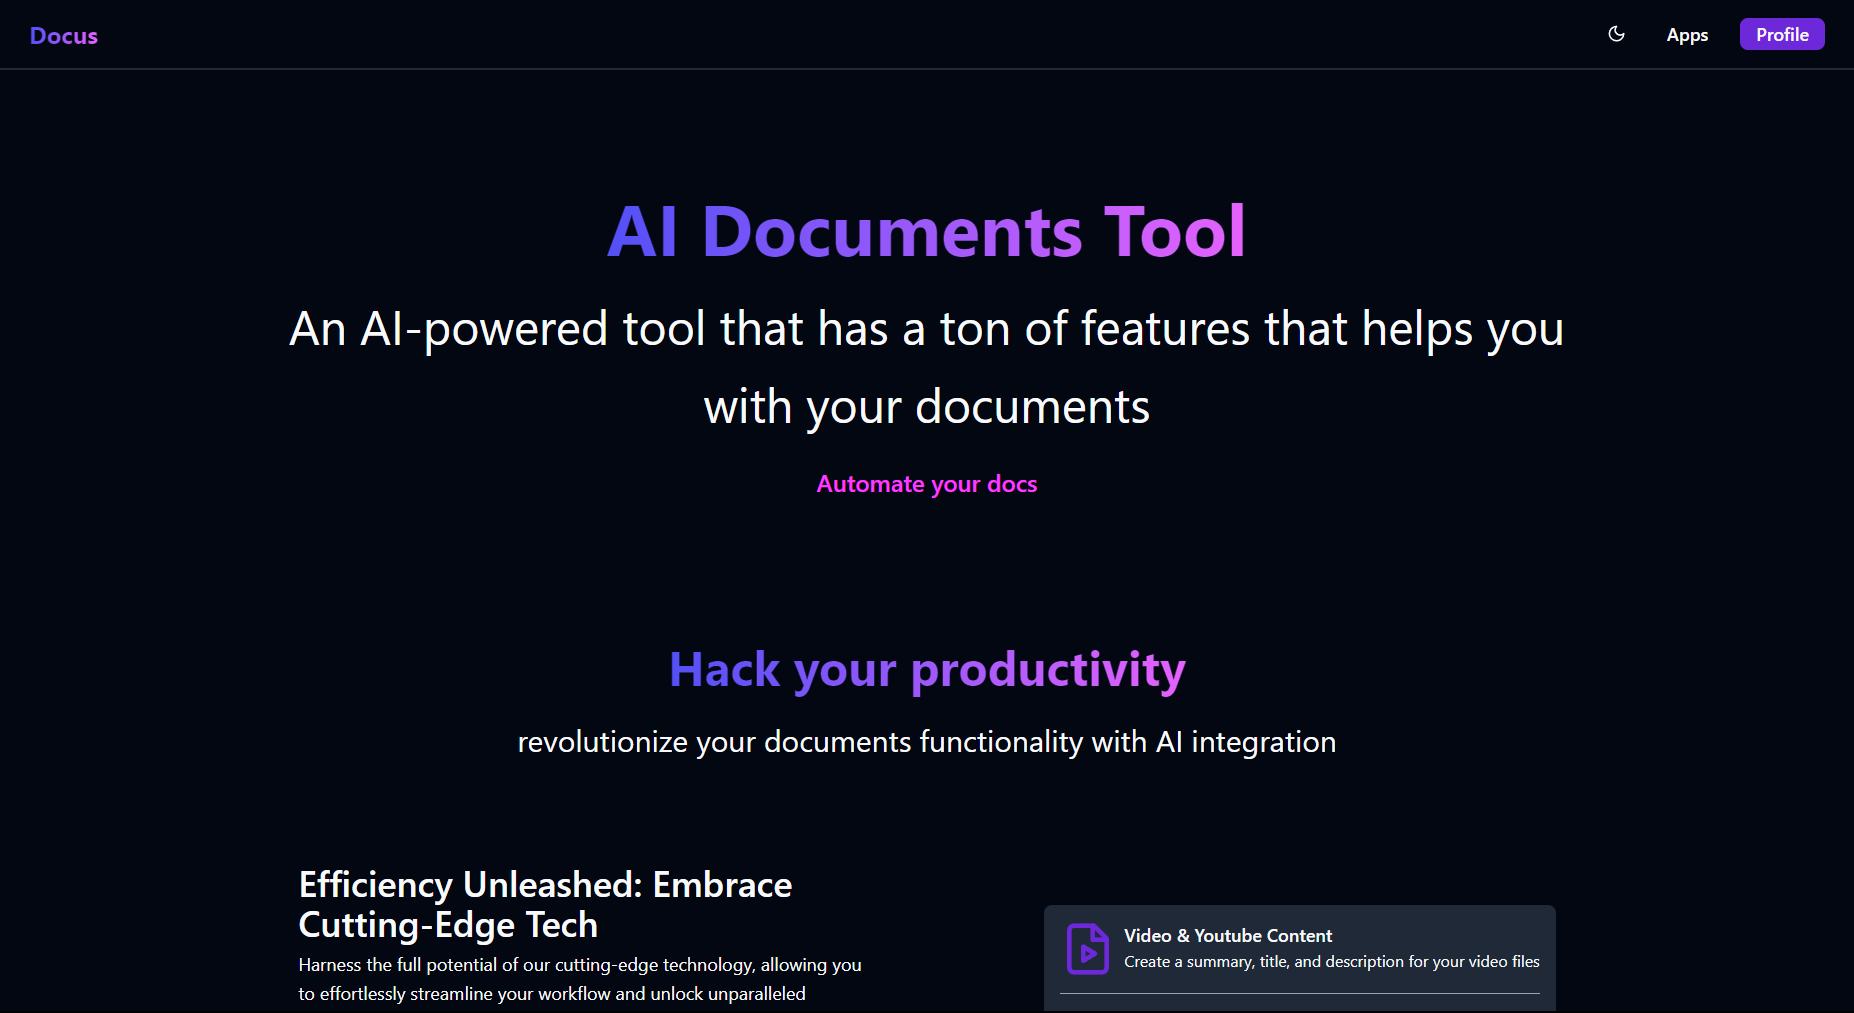 Docus
Apps
Profile
AI Documents Tool
An AI-powered tool that has a ton of features that helps you
with your documents
Automate your docs
Hack your productivity
revolutionize your documents functionality with AI integration
Efficiency Unleashed: Embrace
Cutting-Edge Tech
Harness the full potential of our cutting-edge technology, allowing you
to effortlessly streamline your workflow and unlock unparalleled
Video & Youtube Content
Create a summary, title, and description for your video files